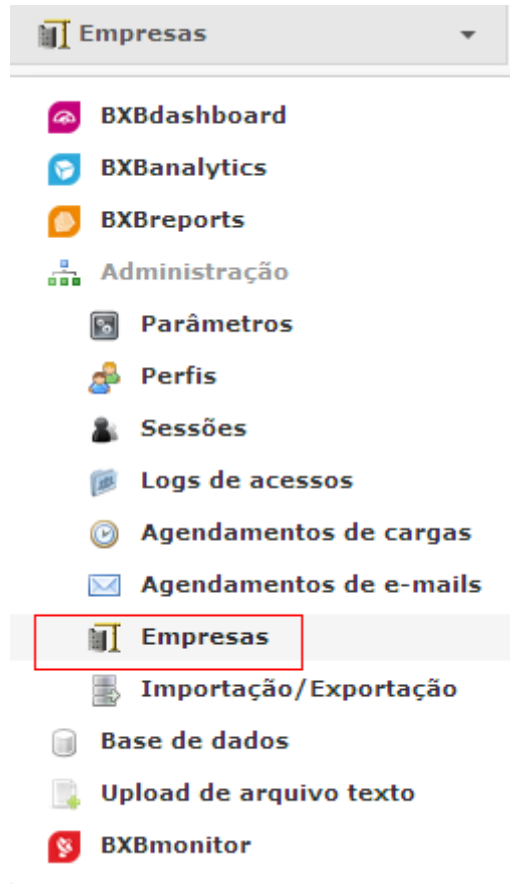 Empresas
BXBdashboard
BXBanalytics
BXBreports
Administração
Parâmetros
Perfis
Sessões
Logs de acessos
Agendamentos de cargas
Agendamentos de e-mails
Empresas
Importação/Exportação
Base de dados
Upload de arquivo texto
BXBmonitor